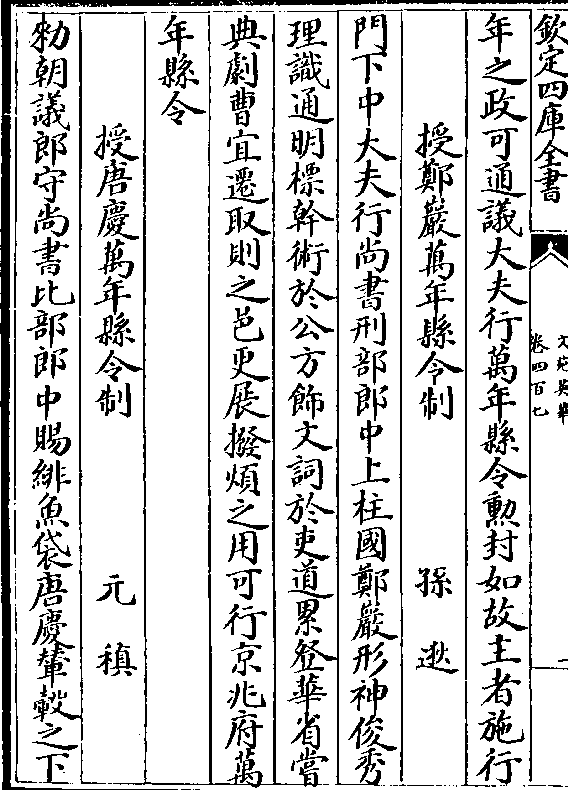 欽定四庫全書
文苑英華
卷四百七
一
年之政可通議大夫行萬年縣令勲封如故主者施行
授鄭嚴萬年縣令制 孫逖
門下中大夫行尚書刑部郎中上柱國鄭嚴形神俊秀
理識通明標幹術於公方飾文詞於吏道累登華省嘗
典劇曹宜遷取則之邑更展撥煩之用可行京兆府萬
年縣令
授唐慶萬年縣令制 元稹
勑朝議郎守尚書比部郎中賜緋魚袋唐慶輦轂之下